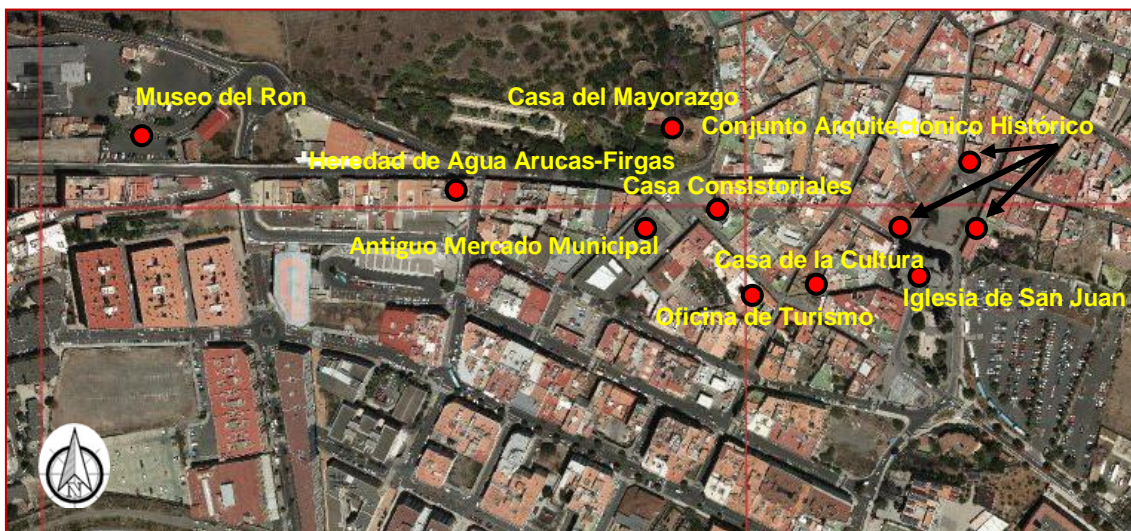 Museo del Ron
Casa del Mayorazgo
Conjunto Arquitectonico Histórico
Heredad de Agua Arucas-Firgas
Casa Consistoriales
Antiguo Mercado Municipal
Casa de la Cultura
Iglesia de San Juan
Oficina de Turismo
N